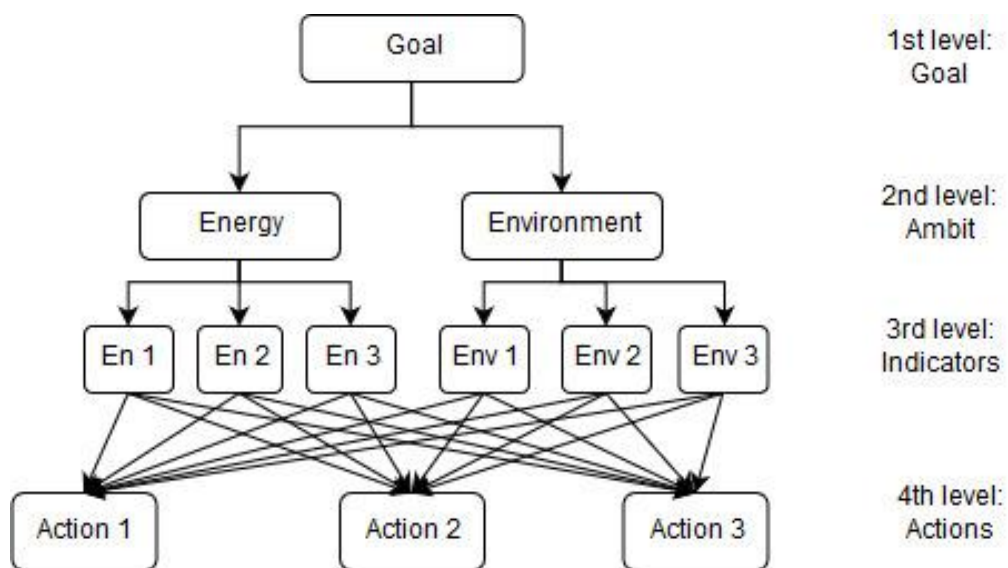 Goal
1st level:
Goal
Energy
Environment
2nd level:
Ambit
En 1
En 2
En 3
Env 1
Env 2
Env 3
3rd level:
Indicators
Action 1
Action 2
Action 3
4th level:
Actions